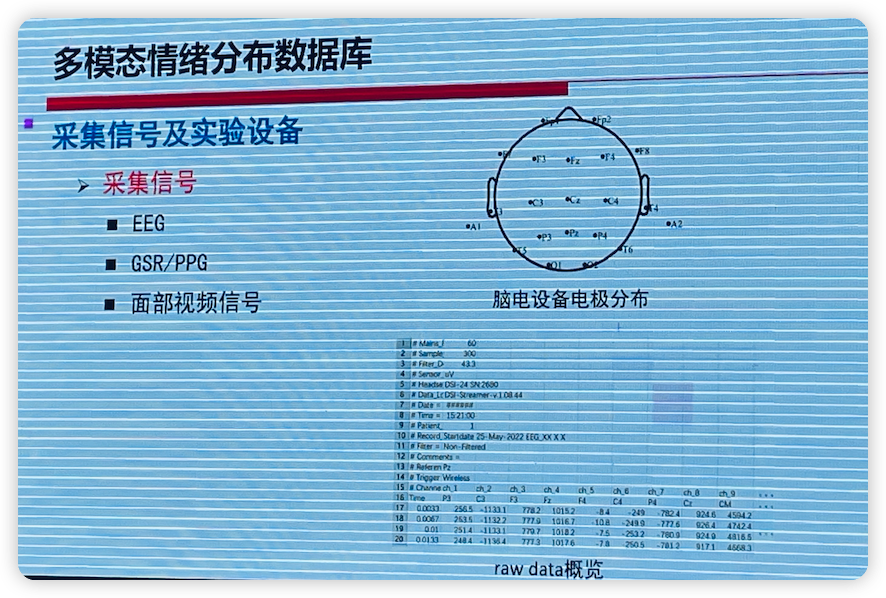 多模态情绪分布数据库
采集信号及实验设备
采集信号
EEG
GSR/PPG
面部视频信号
Fp2
F3 Fz F4 F8
C3 Cz C4
T4
A1 A2
P3 Pz P4
T5 T6
O1
脑电设备电极分布
1 # Mains_f 60
2 # Sample_ 300
3 # Filter_D 43.3
4 # Sensor_uV
5 # Headse DSI-24 SN:2680
6 # Data_Lc DSI-Streamer-v.1.08.44
7 # Date = ######
8 # Time = 15:21:00
9 # Patient_ 1
10 # Record_Startdate 25-May-2022 EEG_XX X X
11 # Filter = Non-Filtered
12 # Comments =
13 # Referen Pz
14 # Trigger Wireless
15 # Channe ch_1 ch_2 ch_3 ch_4 ch_5 ch_6 ch_7 ch_8 ch_9 ...
16 Time P3 C3 F3 Fz F4 C4 P4 Cz CM
17 0.0033 256.5 -1133.1 778.2 1015.2 -8.4 -249 -782.4 924.6 4594.2 ...
18 0.0067 253.5 -1132.2 777.9 1016.7 -10.8 -248.9 -777.6 926.4 4742.4
19 0.01 251.4 -1133.1 779.7 1018.2 -7.5 -253.2 -780.9 924.9 4816.5 ...
20 0.0133 248.4 -1136.4 777.3 1017.6 -7.8 -250.5 -781.2 917.1 4668.3
raw data概览